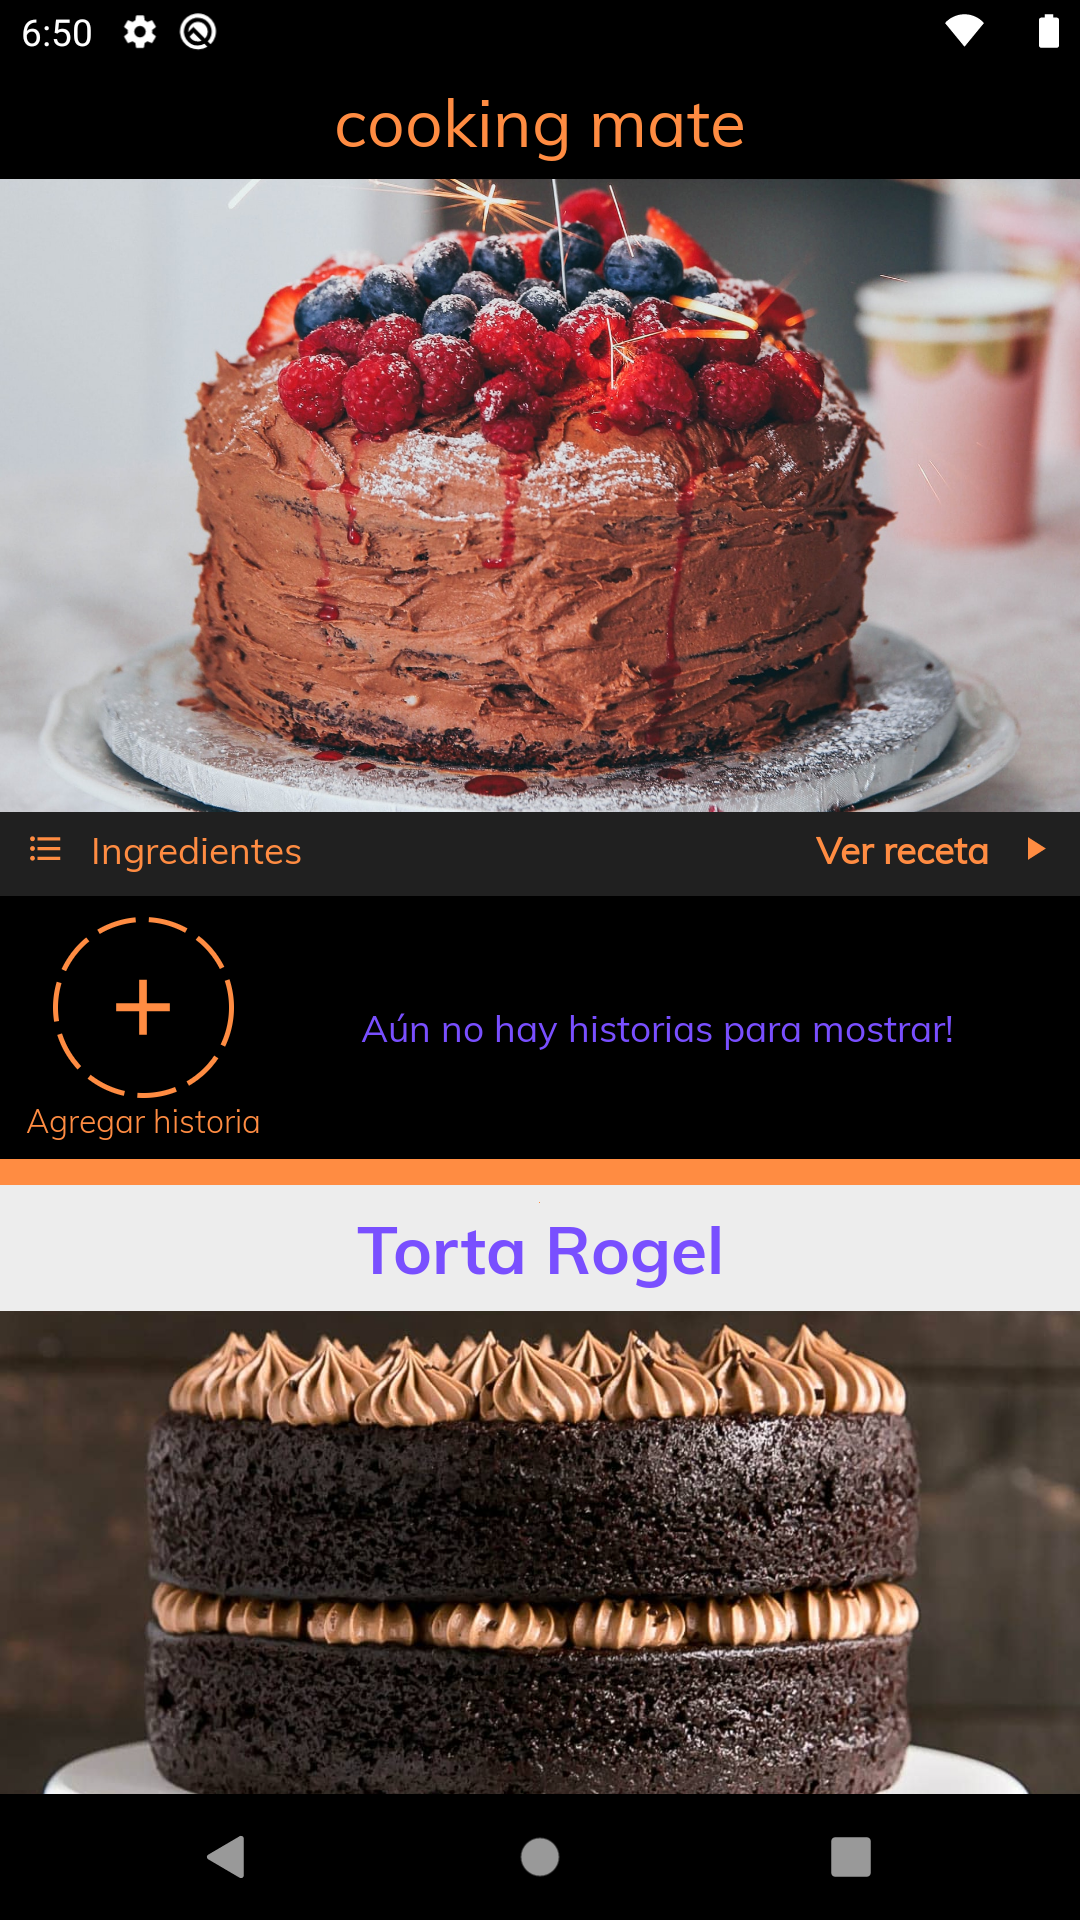 6:50
cooking mate
Ingredientes
Ver receta
Aún no hay historias para mostrar!
Agregar historia
Torta Rogel